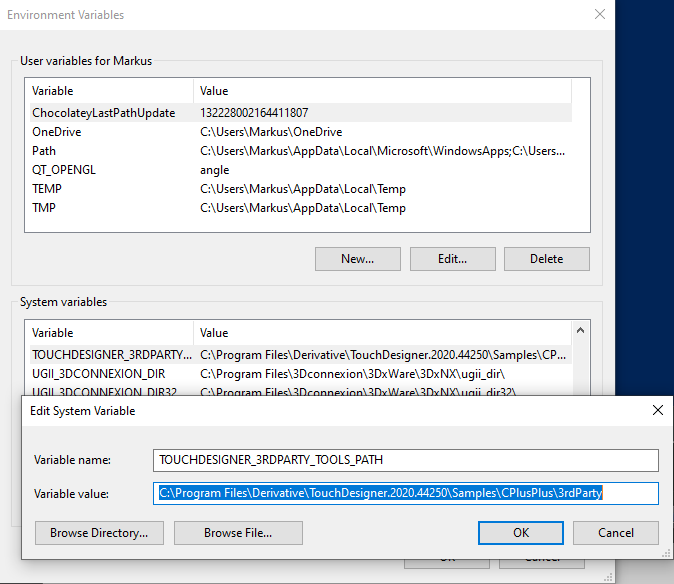 Environment Variables
User variables for Markus
Variable Value
ChocolateyLastPathUpdate 132228002164411807
OneDrive C:\Users\Markus\OneDrive
Path C:\Users\Markus\AppData\Local\Microsoft\WindowsApps;C:\Users...
QT_OPENGL angle
TEMP C:\Users\Markus\AppData\Local\Temp
TMP C:\Users\Markus\AppData\Local\Temp
New... Edit... Delete
System variables
Variable Value
TOUCHDESIGNER_3RDPARTY... C:\Program Files\Derivative\TouchDesigner.2020.44250\Samples\CP...
UGII_3DCONNEXION_DIR C:\Program Files\3Dconnexion\3DxWare\3DxNX\ugii_dir\
UGII_3DCONNEXION_DIR32 C:\Program Files\3Dconnexion\3DxWare\3DxNX\ugii_dir32\
Edit System Variable
Variable name: TOUCHDESIGNER_3RDPARTY_TOOLS_PATH
Variable value: C:\Program Files\Derivative\TouchDesigner.2020.44250\Samples\CPlusPlus\3rdParty
Browse Directory... Browse File... OK Cancel
OK Cancel